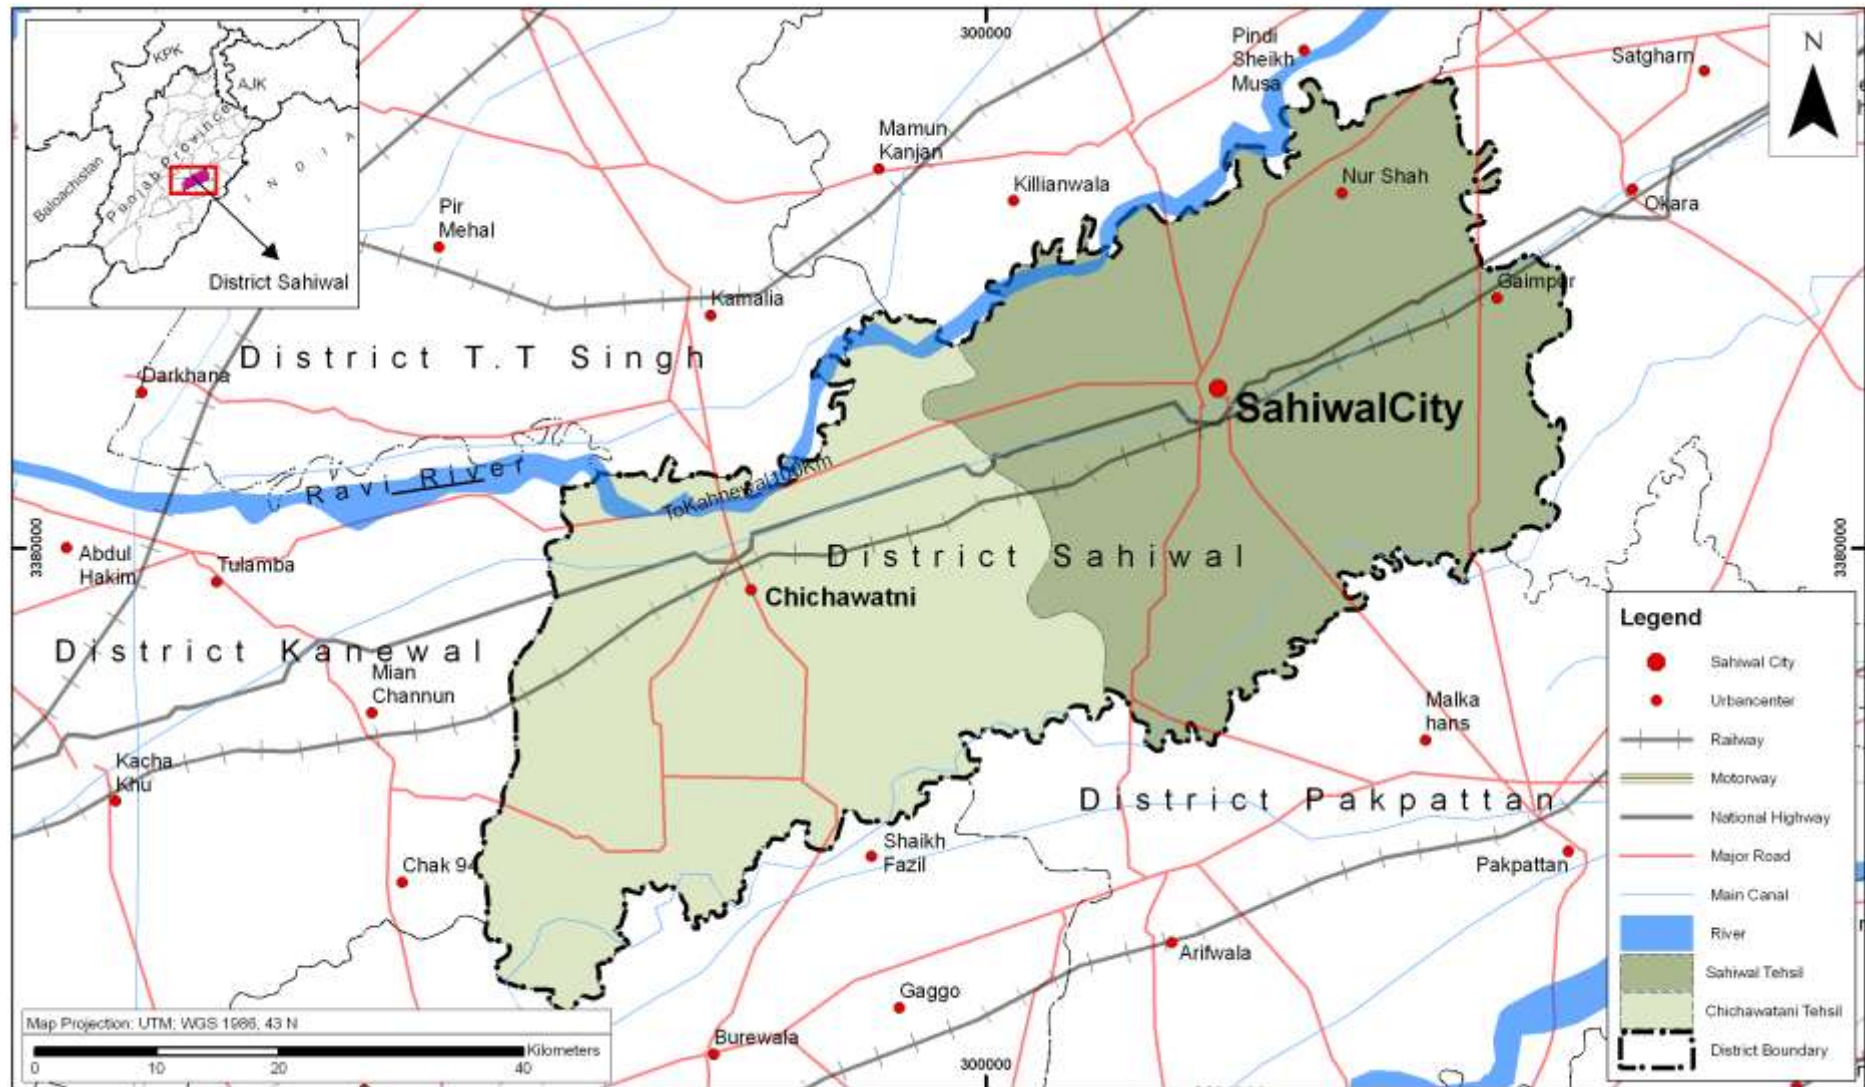 KPK
AJK
Punjab Province
Baloachistan
I N D I A
District Sahiwal
300000
Pindi
Sheikh
Musa
Satgharn
N
Mamun
Kanjan
Killianwala
Nur Shah
Okara
Pir
Mehal
Kamalia
Gaimpur
District T.T Singh
Darkhana
SahiwalCity
Ravi River
ToKahnewal100Km
3380000
Abdul
Hakim
Tulamba
District Sahiwal
3380000
Chichawatni
District Kanewal
Mian
Channun
Malka
hans
Kacha
Khu
District Pakpattan
Shaikh
Fazil
Chak 94
Pakpattan
Arifwala
Gaggo
Burewala
300000
Legend
Sahiwal City
Urbancenter
Railway
Motorway
National Highway
Major Road
Main Canal
River
Sahiwal Tehsil
Chichawatani Tehsil
District Boundary
Map Projection: UTM; WGS 1986, 43 N
Kilometers
0 10 20 40